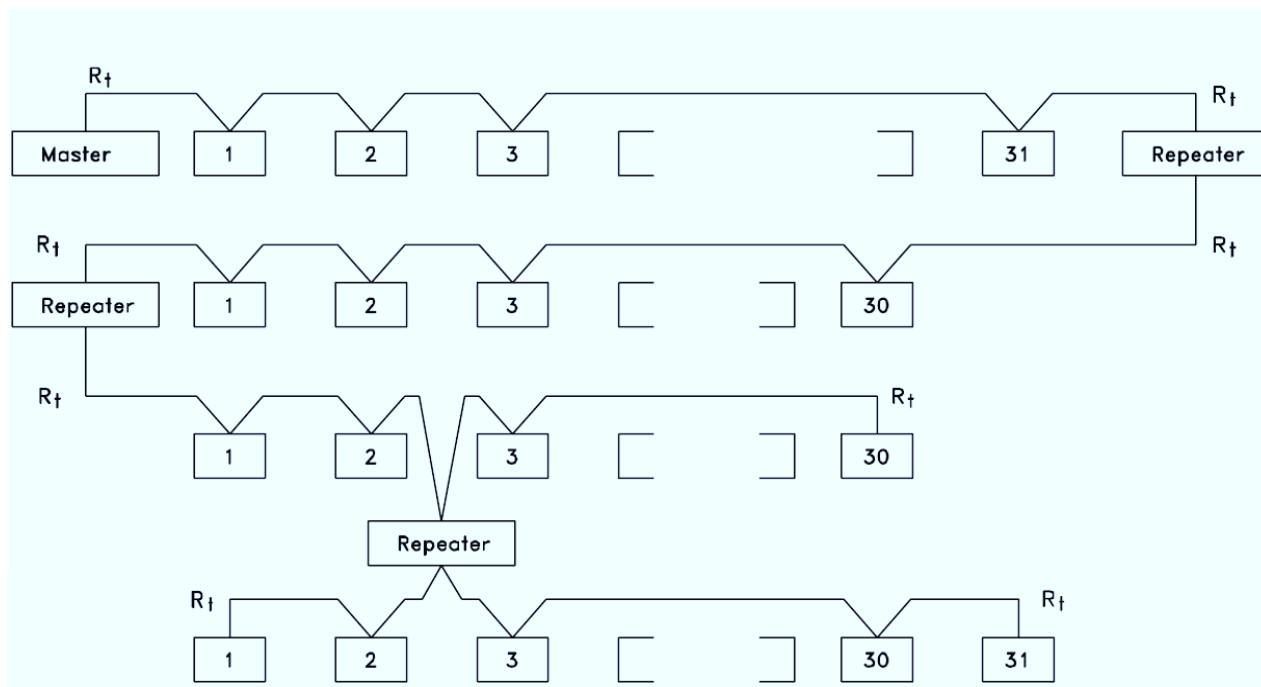 Rt
Rt
Master 1 2 3 31 Repeater
Rt Rt
Repeater 1 2 3 30
Rt Rt
1 2 3 30
Repeater
Rt Rt
1 2 3 30 31